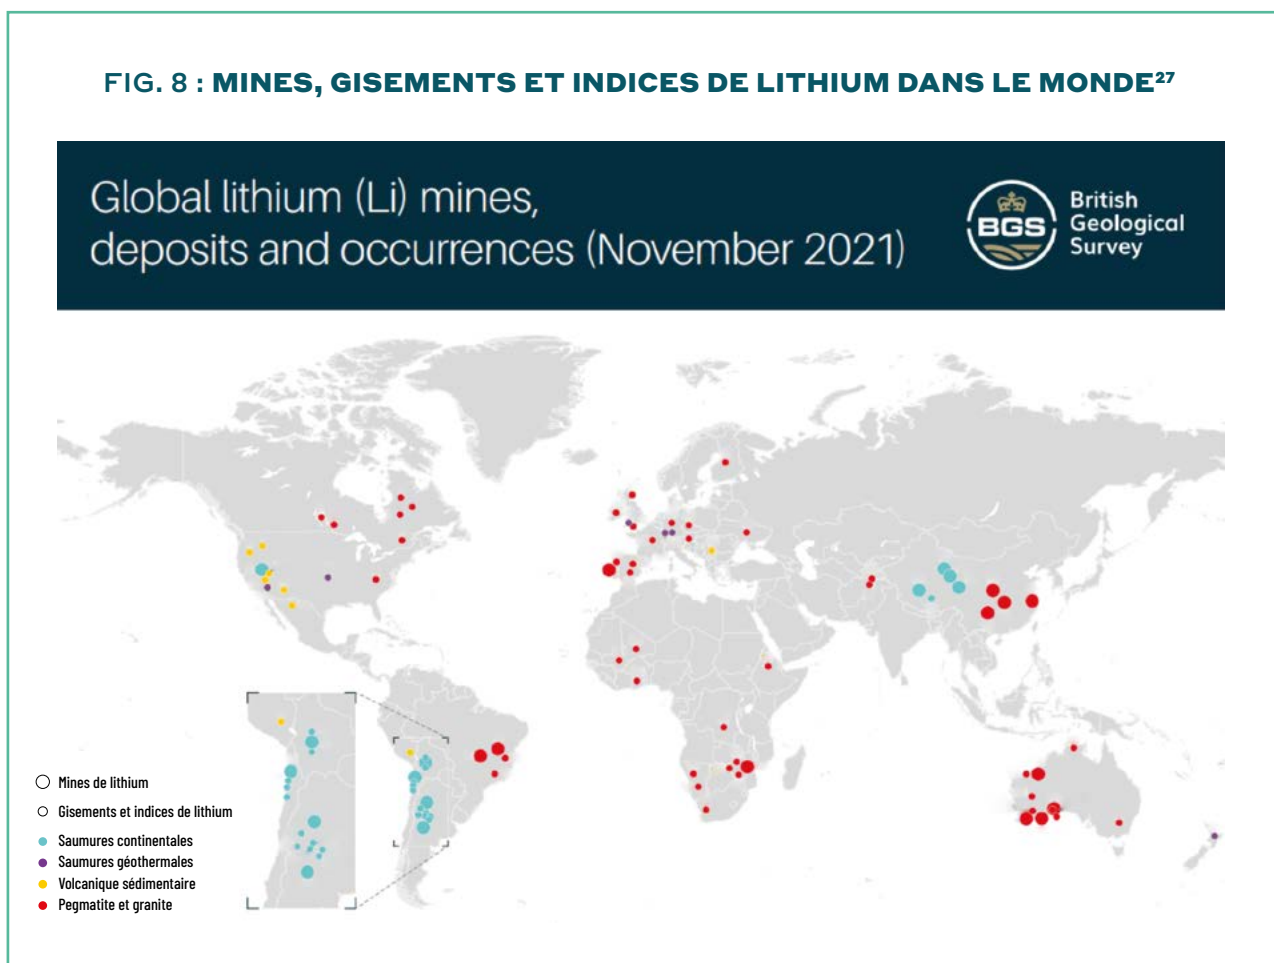 FIG. 8 : MINES, GISEMENTS ET INDICES DE LITHIUM DANS LE MONDE²⁷
Global lithium (Li) mines,
deposits and occurrences (November 2021)
BGS
British
Geological
Survey
Mines de lithium
Gisements et indices de lithium
Saumures continentales
Saumures géothermales
Volcanique sédimentaire
Pegmatite et granite